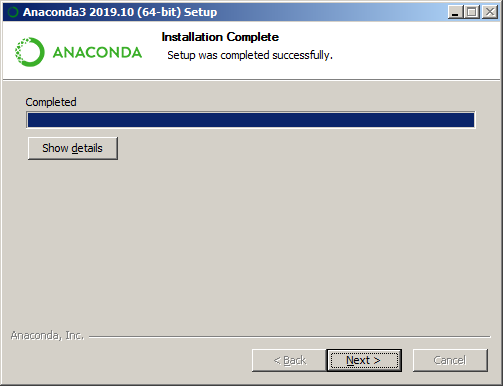 Anaconda3 2019.10 (64-bit) Setup
ANACONDA
Installation Complete
Setup was completed successfully.
Completed
Show details
Anaconda, Inc.
< Back
Next >
Cancel